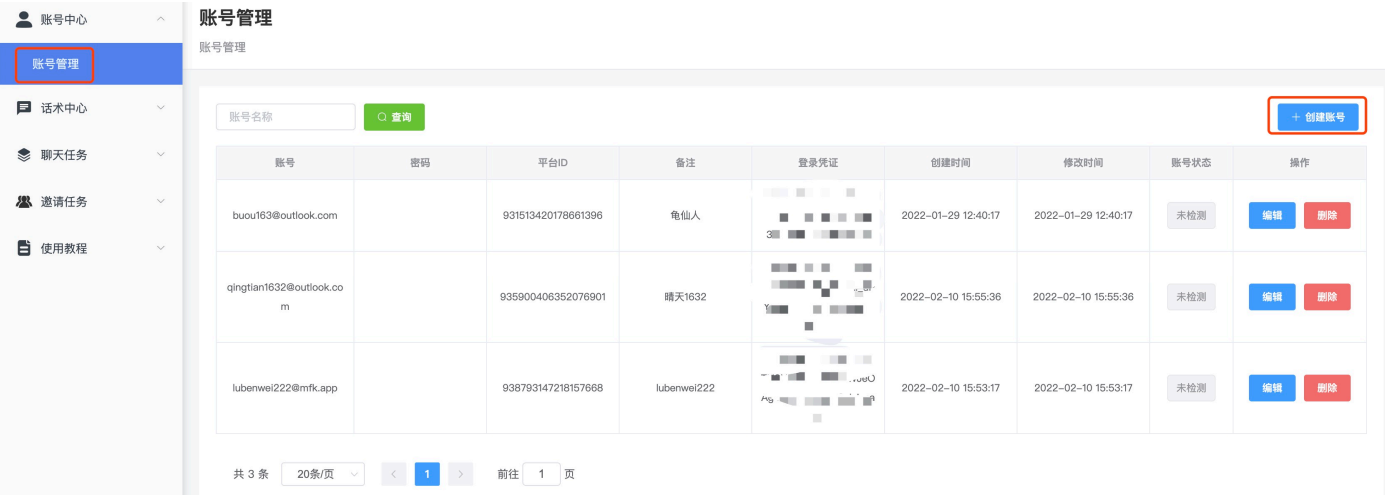 账号中心
账号管理
话术中心
聊天任务
邀请任务
使用教程
账号管理
账号管理
账号名称
查询
+ 创建账号
账号 密码 平台ID 备注 登录凭证 创建时间 修改时间 账号状态 操作
buou163@outlook.com 931513420178661396 龟仙人 2022-01-29 12:40:17 2022-01-29 12:40:17 未检测 编辑 删除
qingtian1632@outlook.co
m
935900406352076901 晴天1632 2022-02-10 15:55:36 2022-02-10 15:55:36 未检测 编辑 删除
lubenwei222@mfk.app 938793147218157668 lubenwei222 2022-02-10 15:53:17 2022-02-10 15:53:17 未检测 编辑 删除
共 3 条 20条/页 < 1 > 前往 1 页